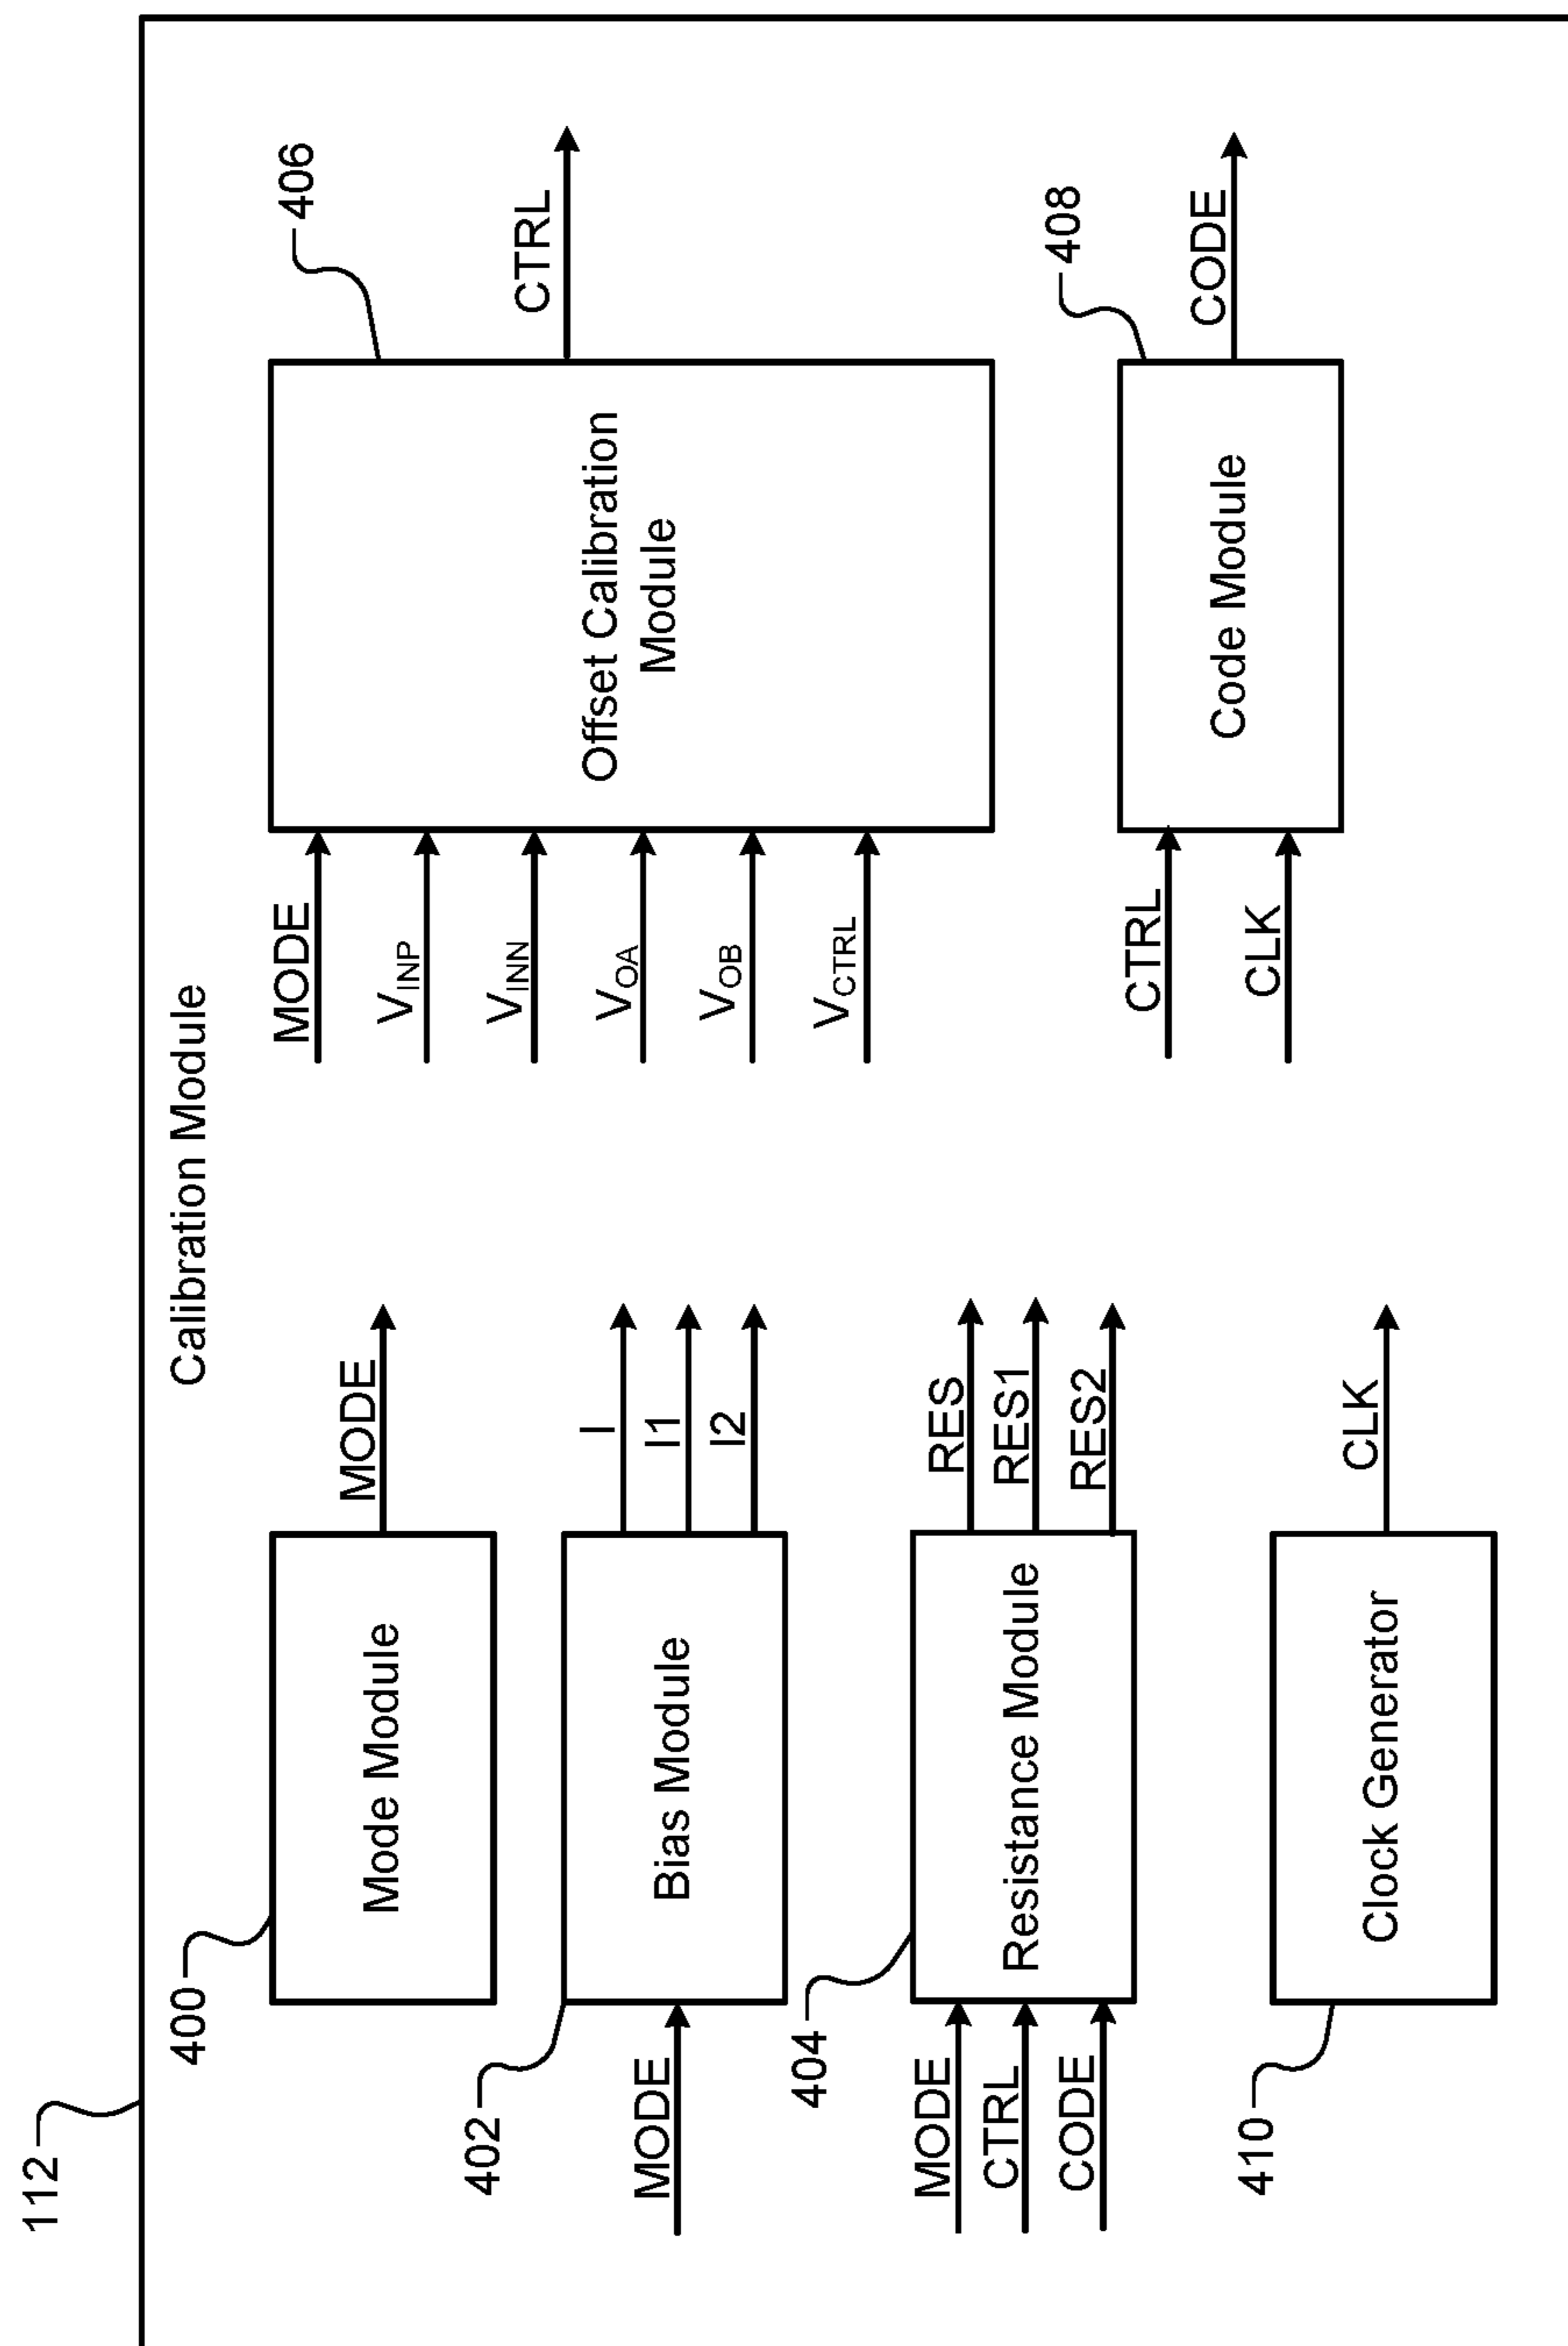 112
Calibration Module
400
Mode Module
MODE
402
MODE
Bias Module
I
I1
I2
404
MODE
CTRL
CODE
Resistance Module
RES
RES1
RES2
410
Clock Generator
CLK
406
MODE
VINP
VINN
VOA
VOB
VCTRL
Offset Calibration
Module
CTRL
408
CTRL
CLK
Code Module
CODE